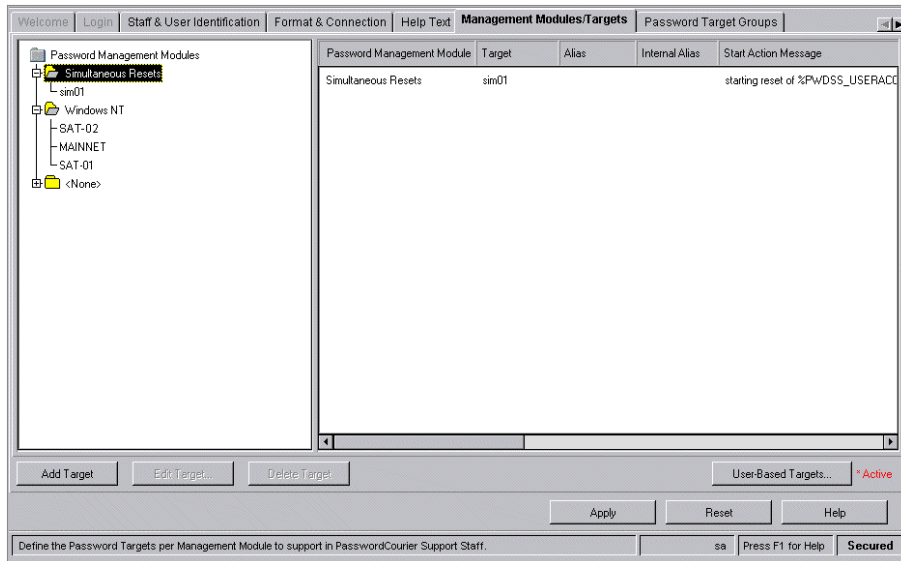 Welcome Login Staff & User Identification Format & Connection Help Text Management Modules/Targets Password Target Groups
Password Management Modules
Simultaneous Resets
sim01
Windows NT
SAT-02
MAINNET
SAT-01
<None>
Password Management Module Target Alias Internal Alias Start Action Message
Simultaneous Resets sim01 starting reset of %PWDSS_USERACC
Add Target Edit Target... Delete Target User-Based Targets... * Active
Apply Reset Help
Define the Password Targets per Management Module to support in PasswordCourier Support Staff. sa Press F1 for Help Secured